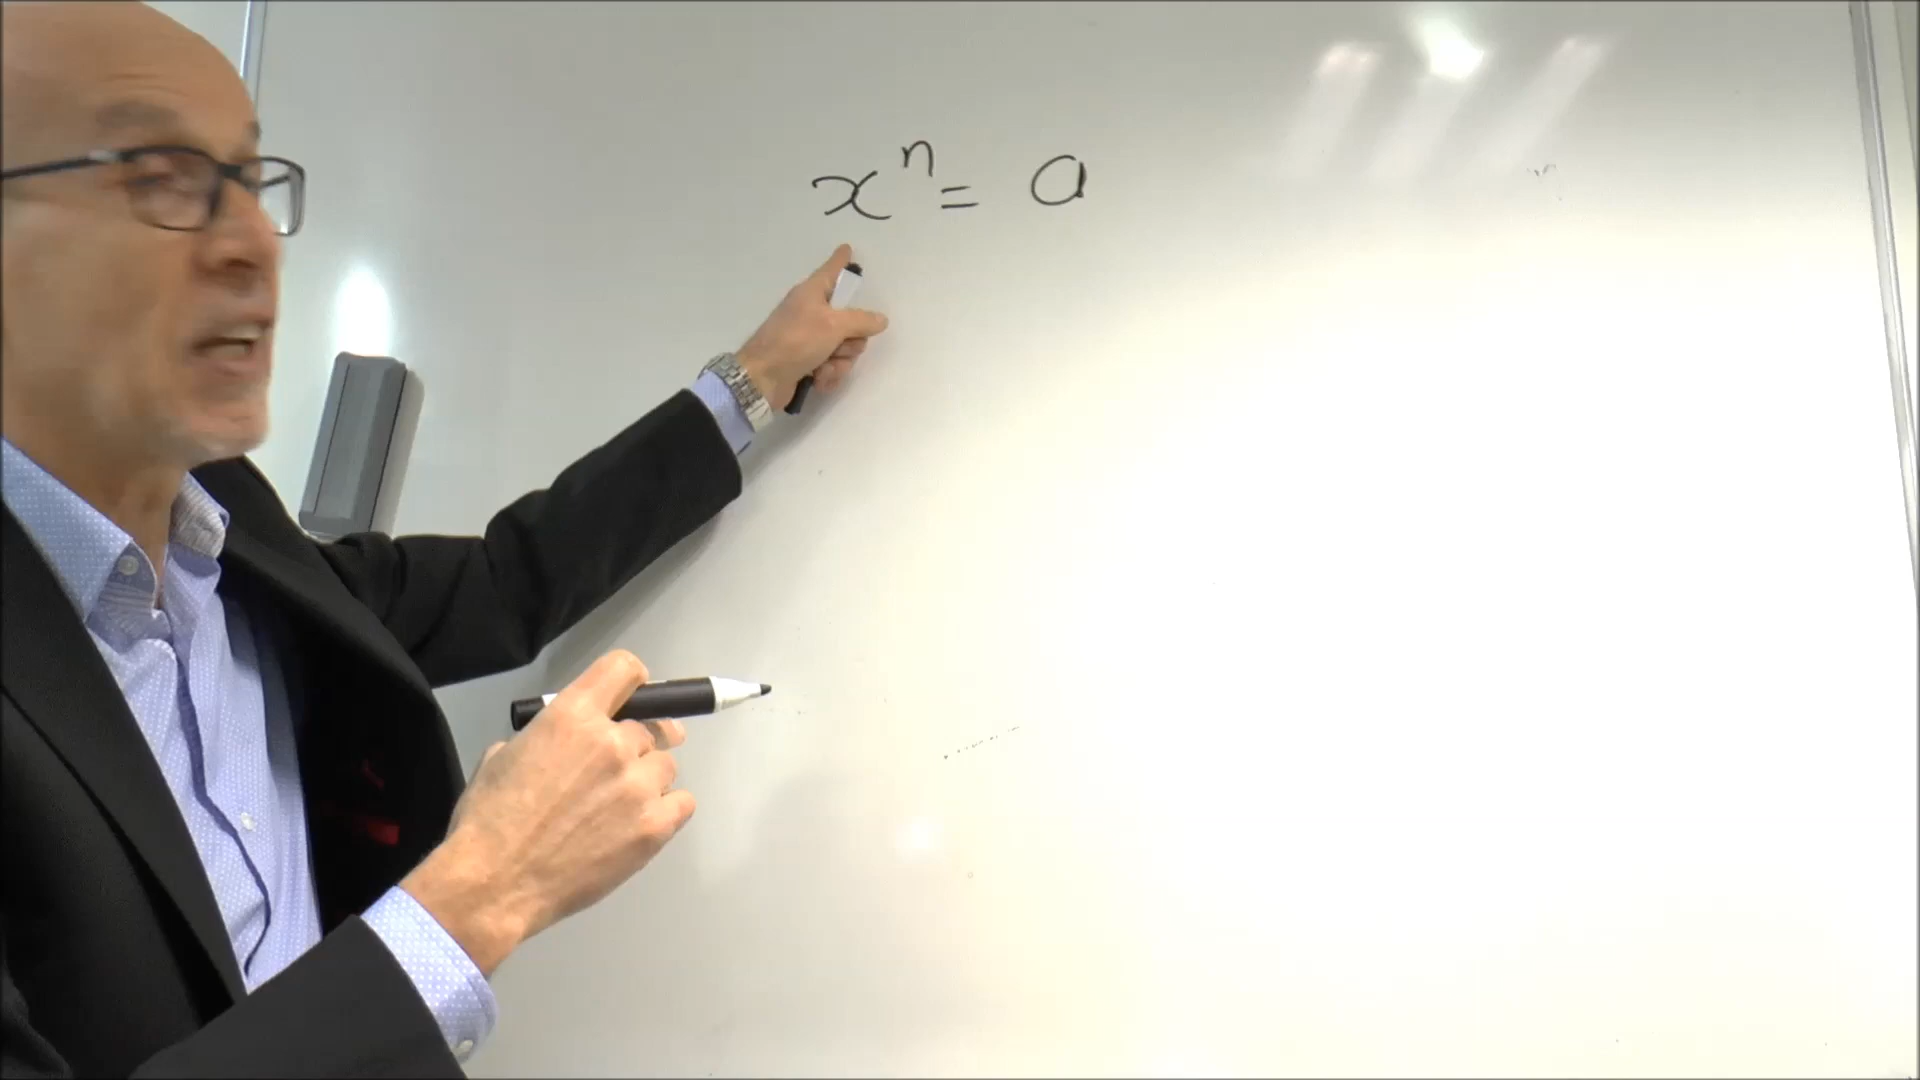 xⁿ = a